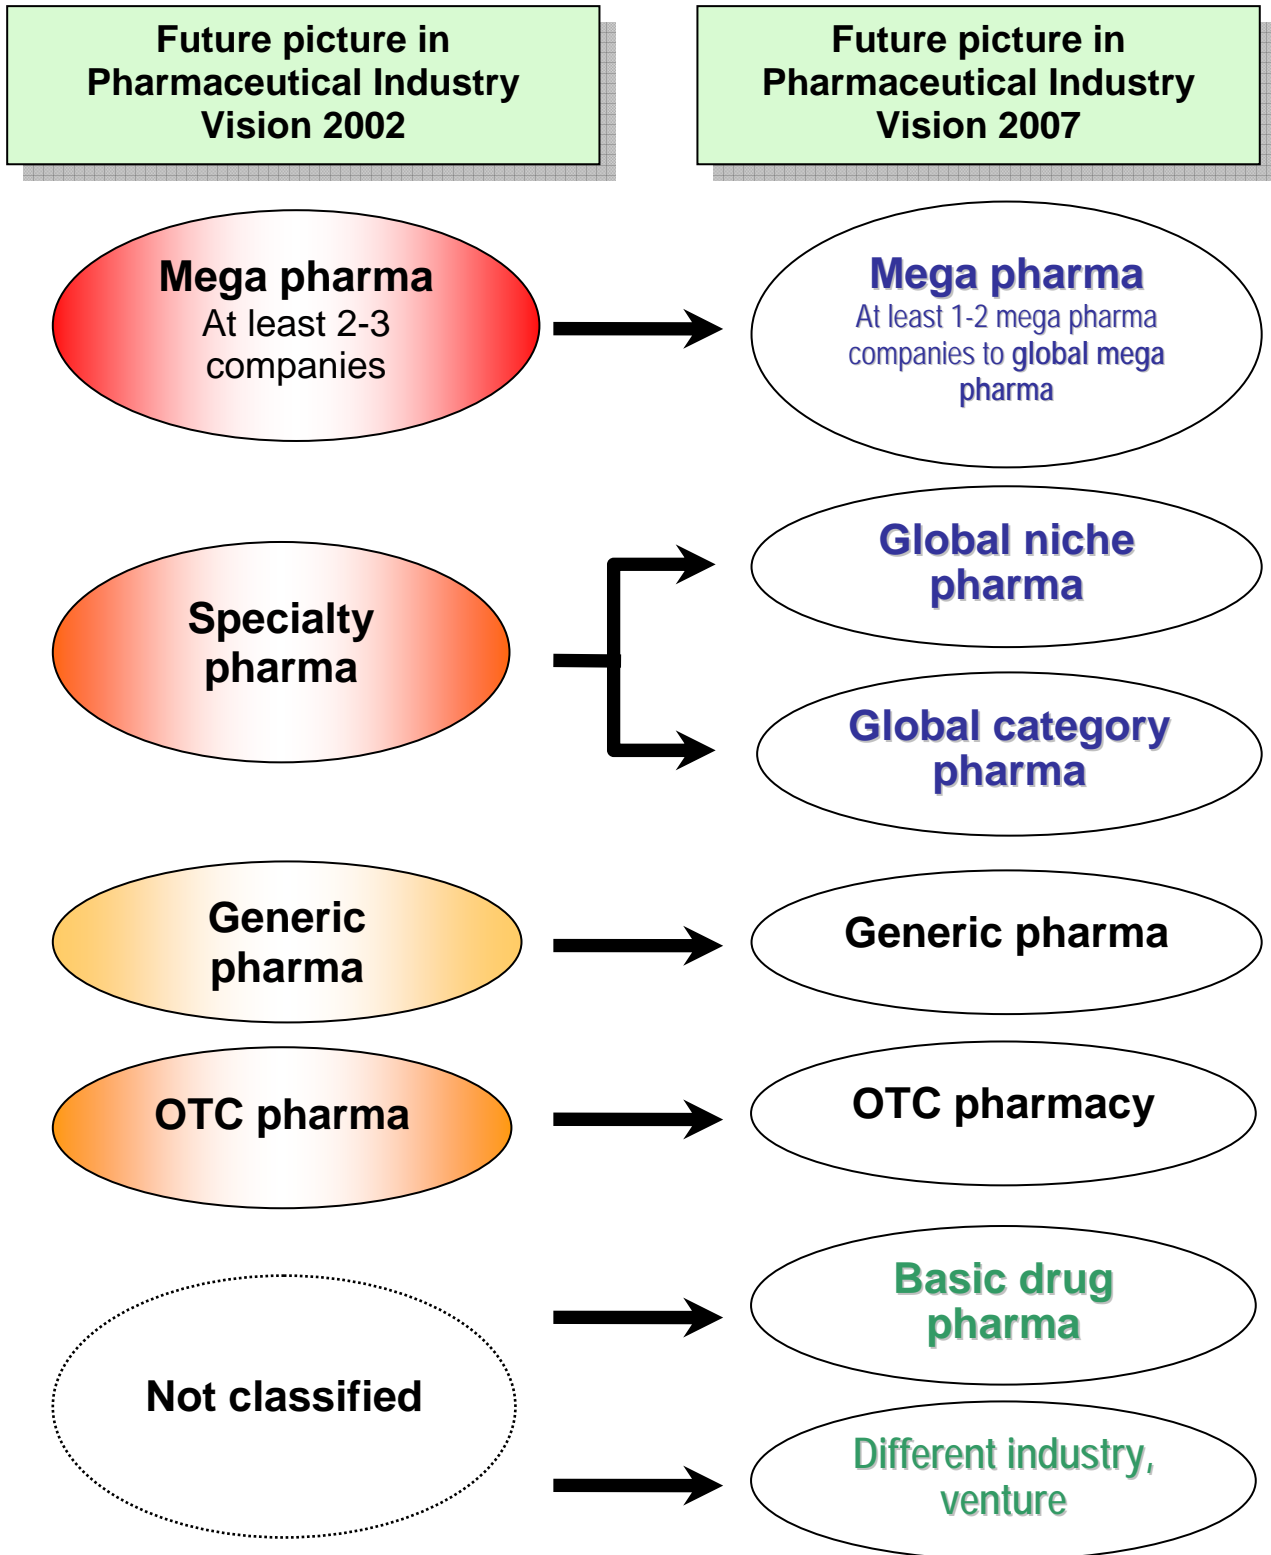 Future picture in
Pharmaceutical Industry
Vision 2002
Future picture in
Pharmaceutical Industry
Vision 2007
Mega pharma
At least 2-3
companies
Mega pharma
At least 1-2 mega pharma
companies to global mega
pharma
Specialty
pharma
Global niche
pharma
Global category
pharma
Generic
pharma
Generic pharma
OTC pharma
OTC pharmacy
Not classified
Basic drug
pharma
Different industry,
venture